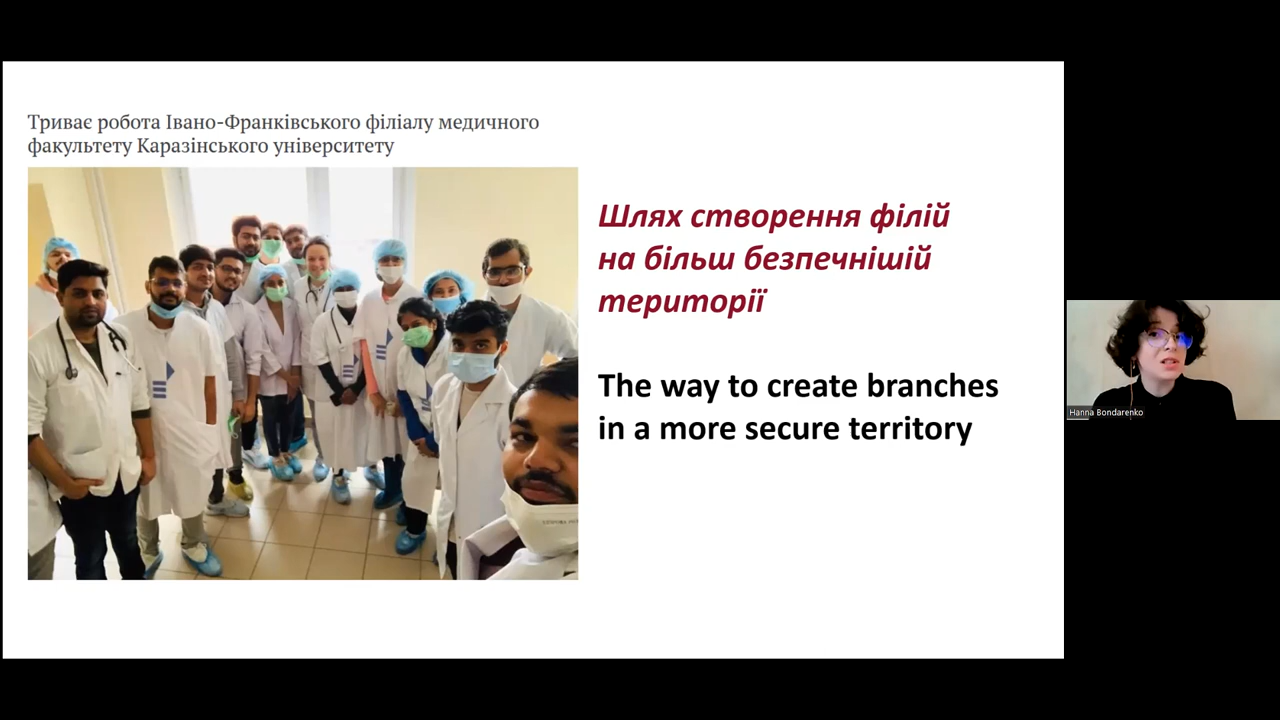 Триває робота Івано-Франківського філіалу медичного
факультету Каразінського університету
Шлях створення філій
на більш безпечнішій
території
The way to create branches
in a more secure territory
Hanna Bondarenko